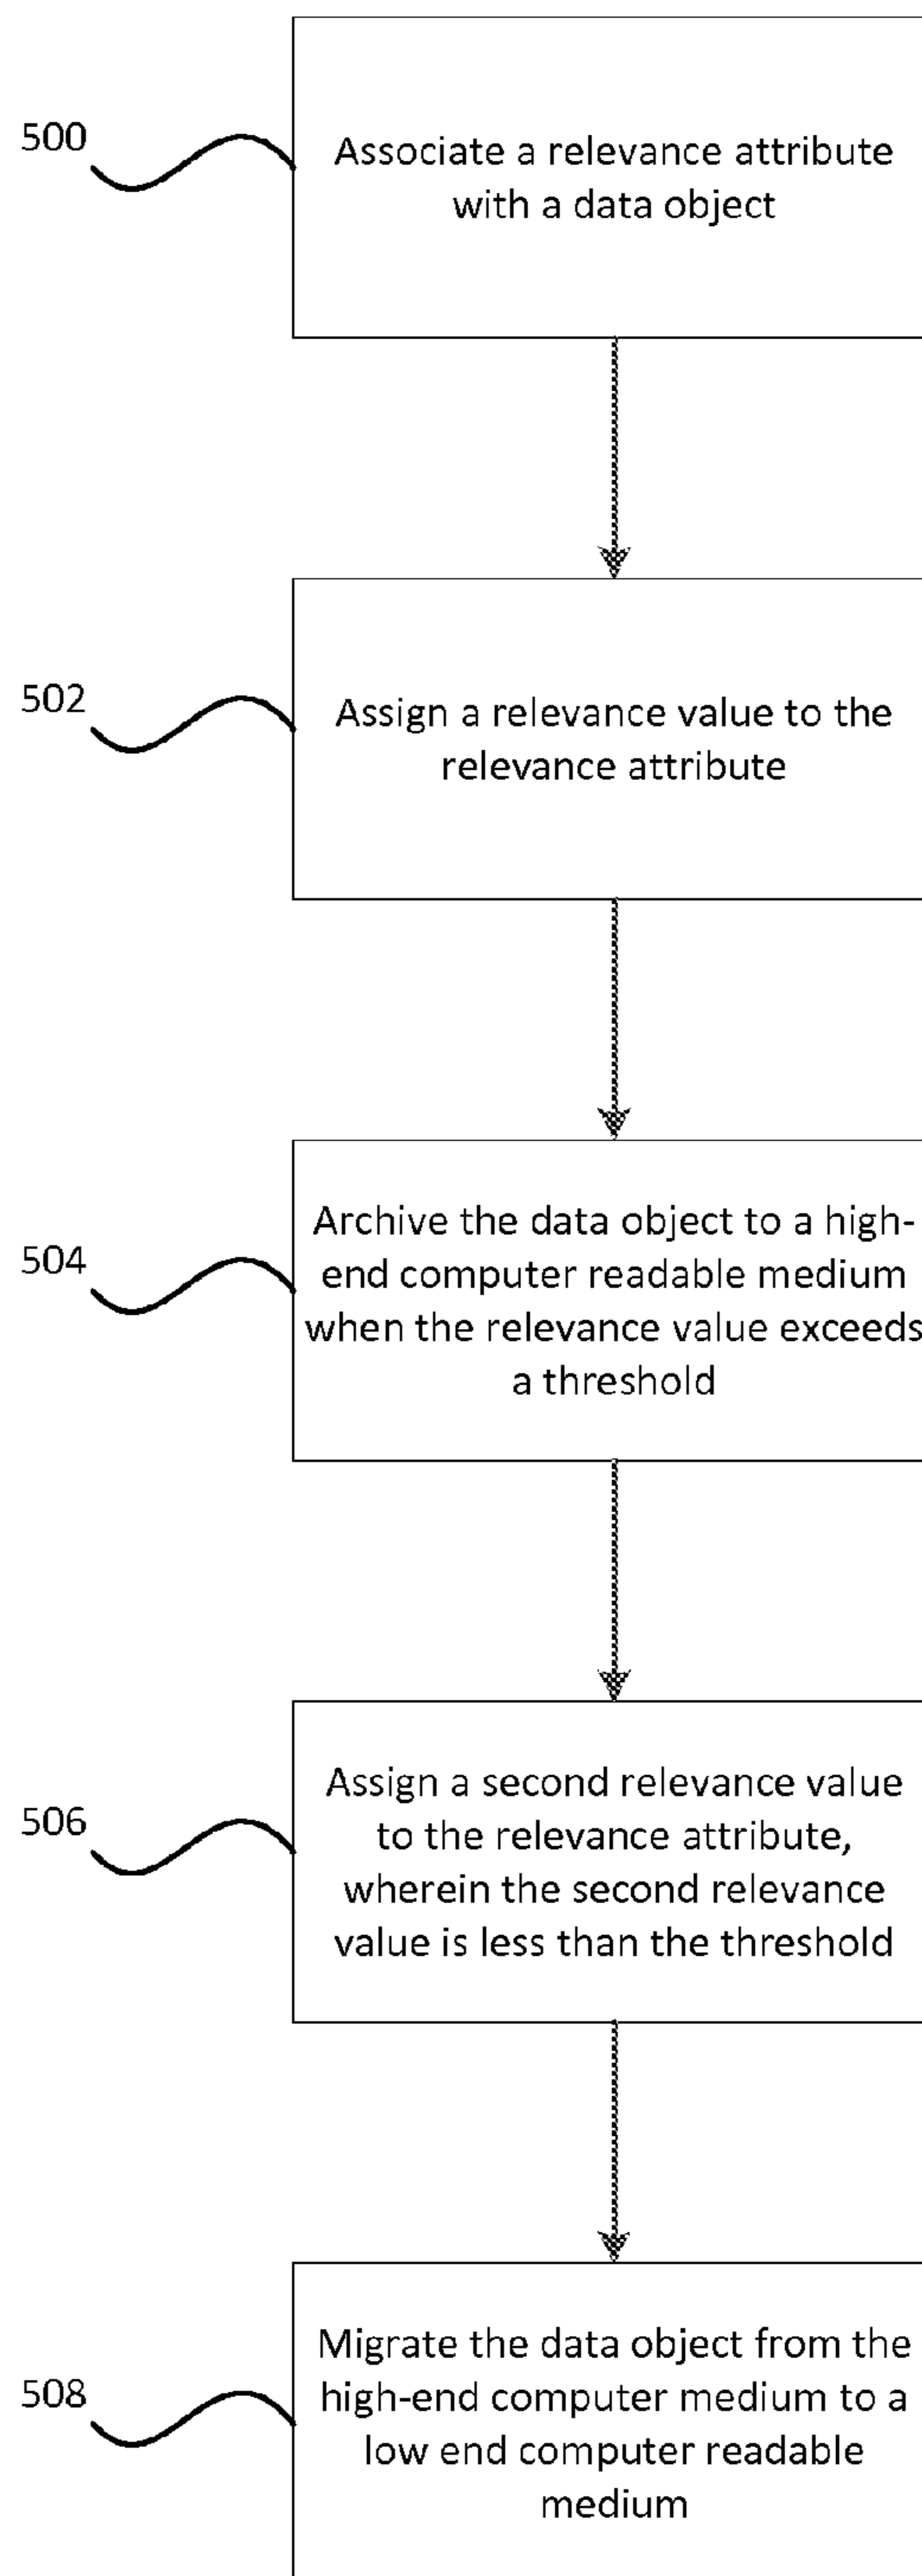 500
Associate a relevance attribute
with a data object
502
Assign a relevance value to the
relevance attribute
504
Archive the data object to a high-
end computer readable medium
when the relevance value exceeds
a threshold
506
Assign a second relevance value
to the relevance attribute,
wherein the second relevance
value is less than the threshold
508
Migrate the data object from the
high-end computer medium to a
low end computer readable
medium